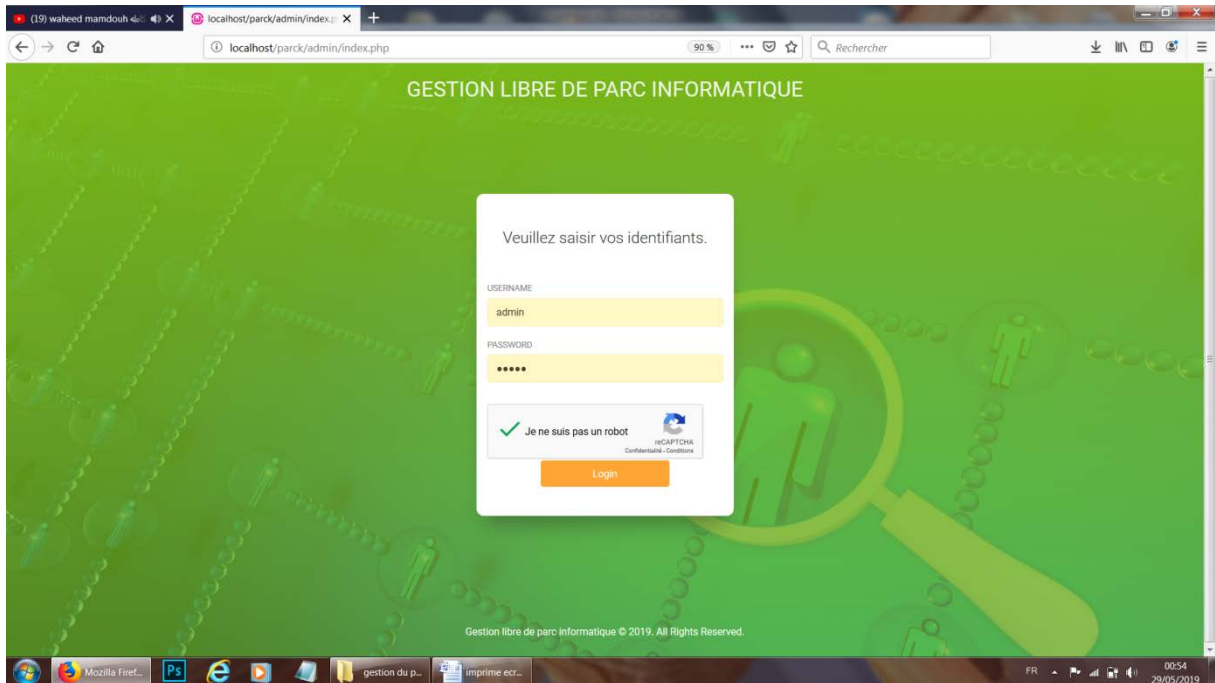 (19) waheed mamdouh
localhost/parck/admin/index.p
localhost/parck/admin/index.php
90 %
Rechercher
GESTION LIBRE DE PARC INFORMATIQUE
Veuillez saisir vos identifiants.
USERNAME
admin
PASSWORD
Je ne suis pas un robot
reCAPTCHA
Confidentialité - Conditions
Login
Gestion libre de parc informatique © 2019. All Rights Reserved.
Mozilla Firef...
Ps
gestion du p...
imprime ecr...
FR
00:54
29/05/2019